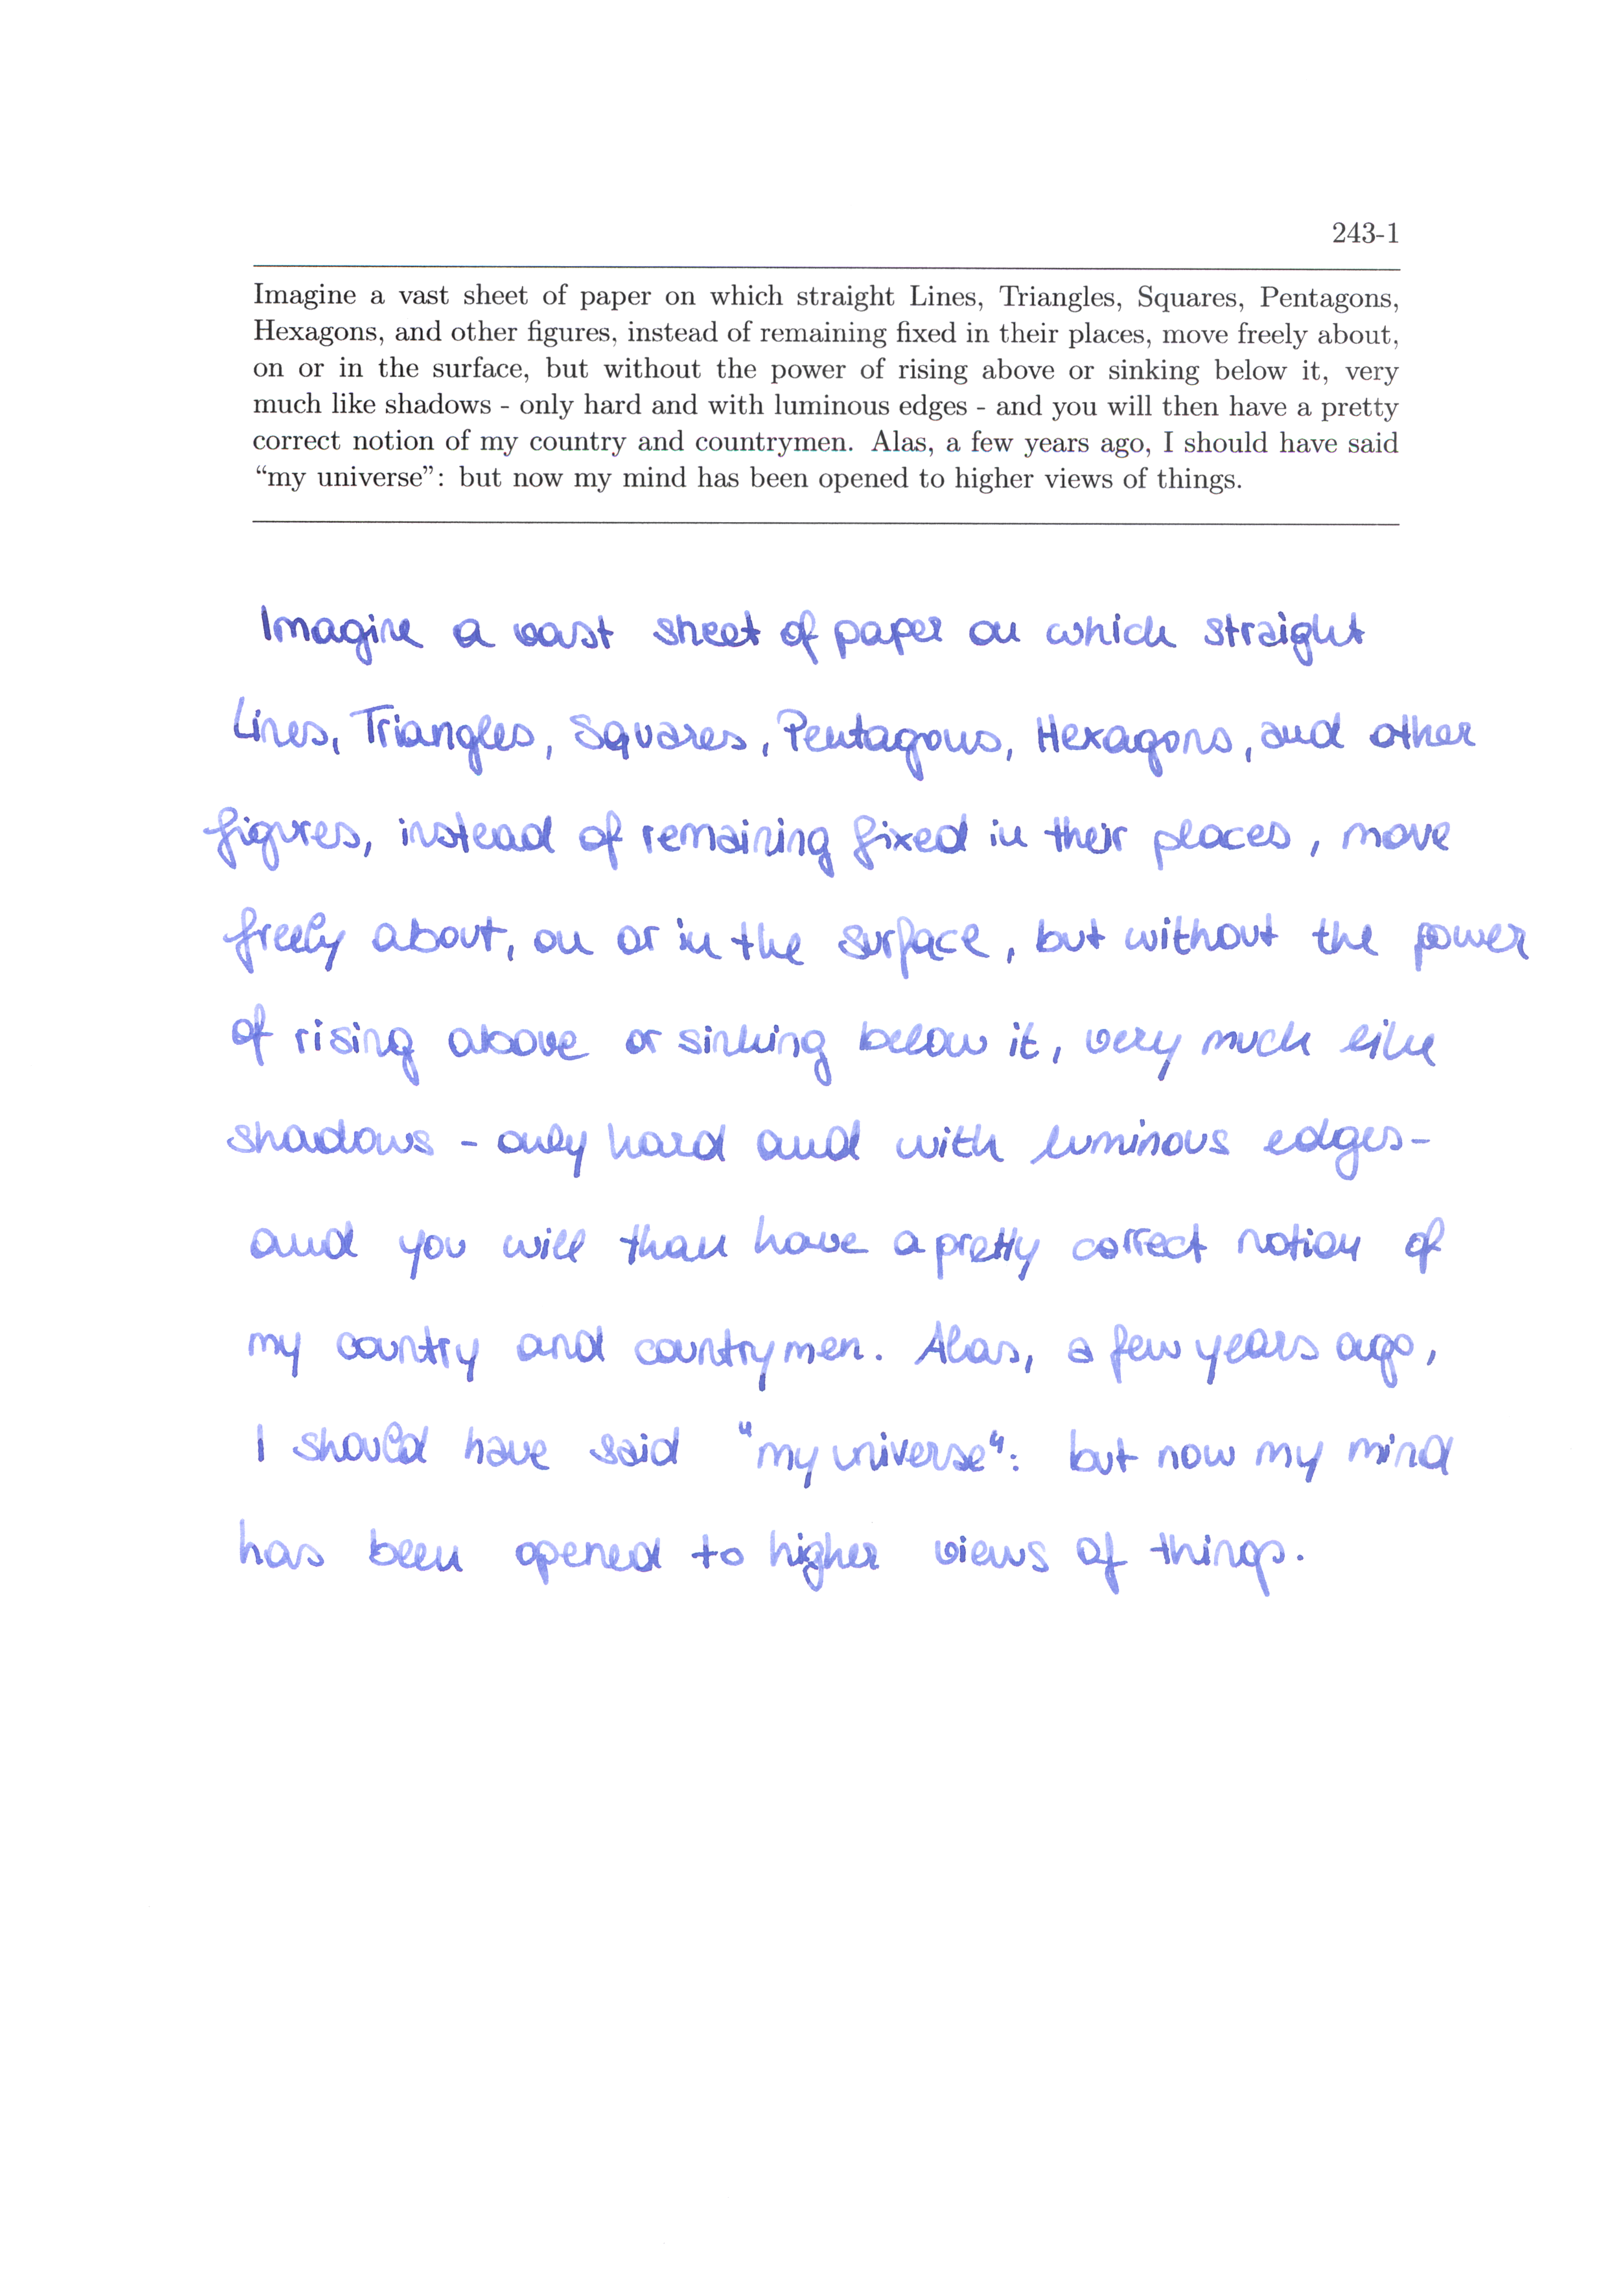 243-1
Imagine a vast sheet of paper on which straight Lines, Triangles, Squares, Pentagons,
Hexagons, and other figures, instead of remaining fixed in their places, move freely about,
on or in the surface, but without the power of rising above or sinking below it, very
much like shadows - only hard and with luminous edges - and you will then have a pretty
correct notion of my country and countrymen. Alas, a few years ago, I should have said
“my universe”: but now my mind has been opened to higher views of things.
Imagine a vast sheet of paper on which straight
Lines, Triangles, Squares, Pentagons, Hexagons, and other
figures, instead of remaining fixed in their places, move
freely about, on or in the surface, but without the power
of rising above or sinking below it, very much like
shadows - only hard and with luminous edges-
and you will than have a pretty correct notion of
my country and countrymen. Alas, a few years ago,
I should have said "my universe": but now my mind
has been opened to higher views of things.